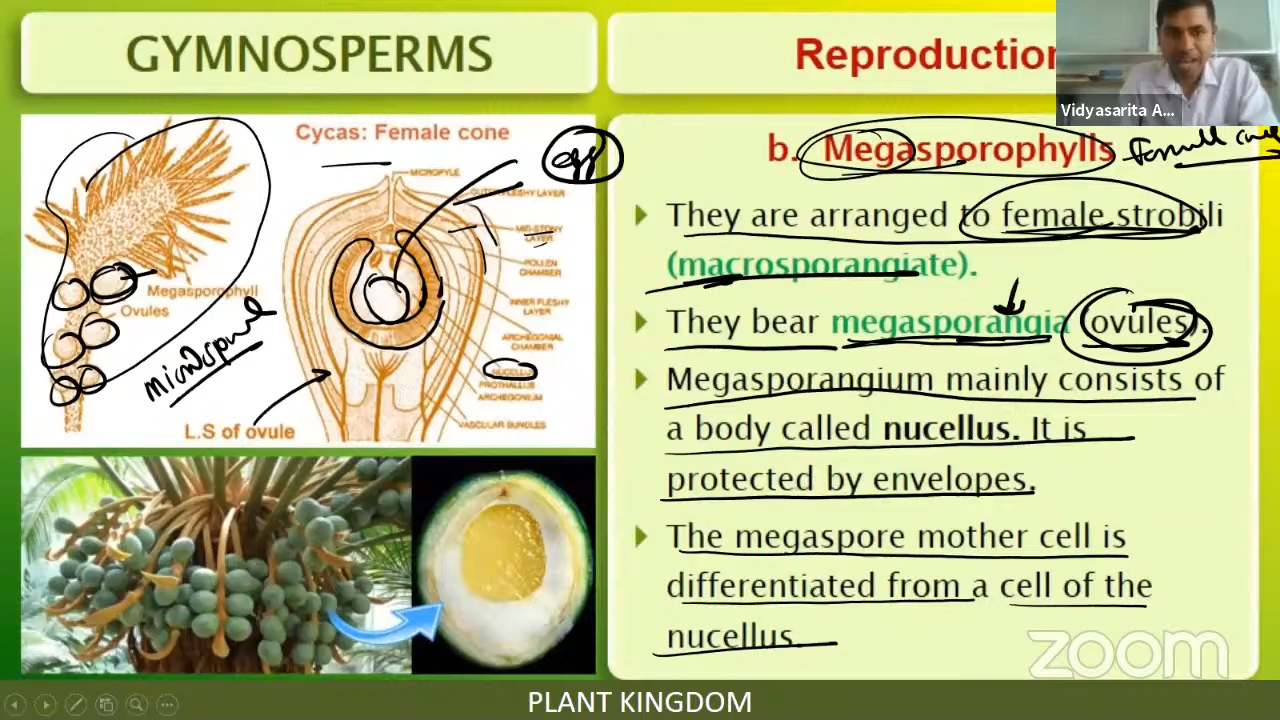 GYMNOSPERMS
Reproduction
Vidyasarita A...
Cycas: Female cone
egg
MICROPYLE
OUTER FLESHY LAYER
MID-STONY
LAYER
POLLEN
CHAMBER
INNER FLESHY
LAYER
ARCHEGONIAL
CHAMBER
NUCELLUS
PROTHALLUS
ARCHEGONIUM
VASCULAR BUNDLES
Megasporophyll
Ovules
L.S of ovule
b. Megasporophylls
They are arranged to female strobili
(macrosporangiate).
They bear megasporangia (ovules).
Megasporangium mainly consists of
a body called nucellus. It is
protected by envelopes.
The megaspore mother cell is
differentiated from a cell of the
nucellus.
zoom
PLANT KINGDOM